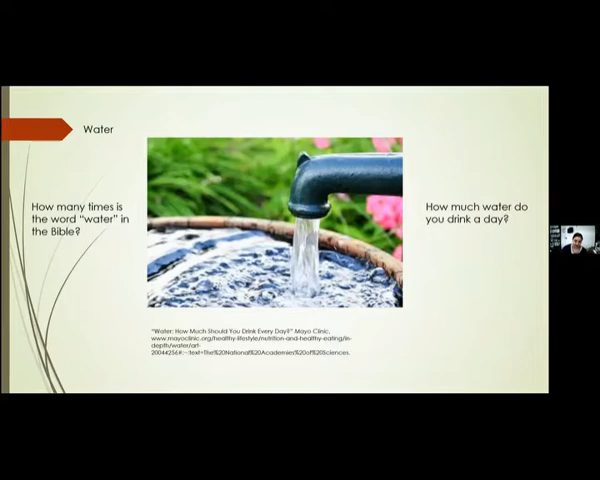 Water
How many times is
the word “water” in
the Bible?
How much water do
you drink a day?
"Water: How Much Should You Drink Every Day?" Mayo Clinic,
www.mayoclinic.org/healthy-lifestyle/nutrition-and-healthy-eating/in-
depth/water/art-
20044256#:~:text=The%20National%20Academies%20of%20Sciences.